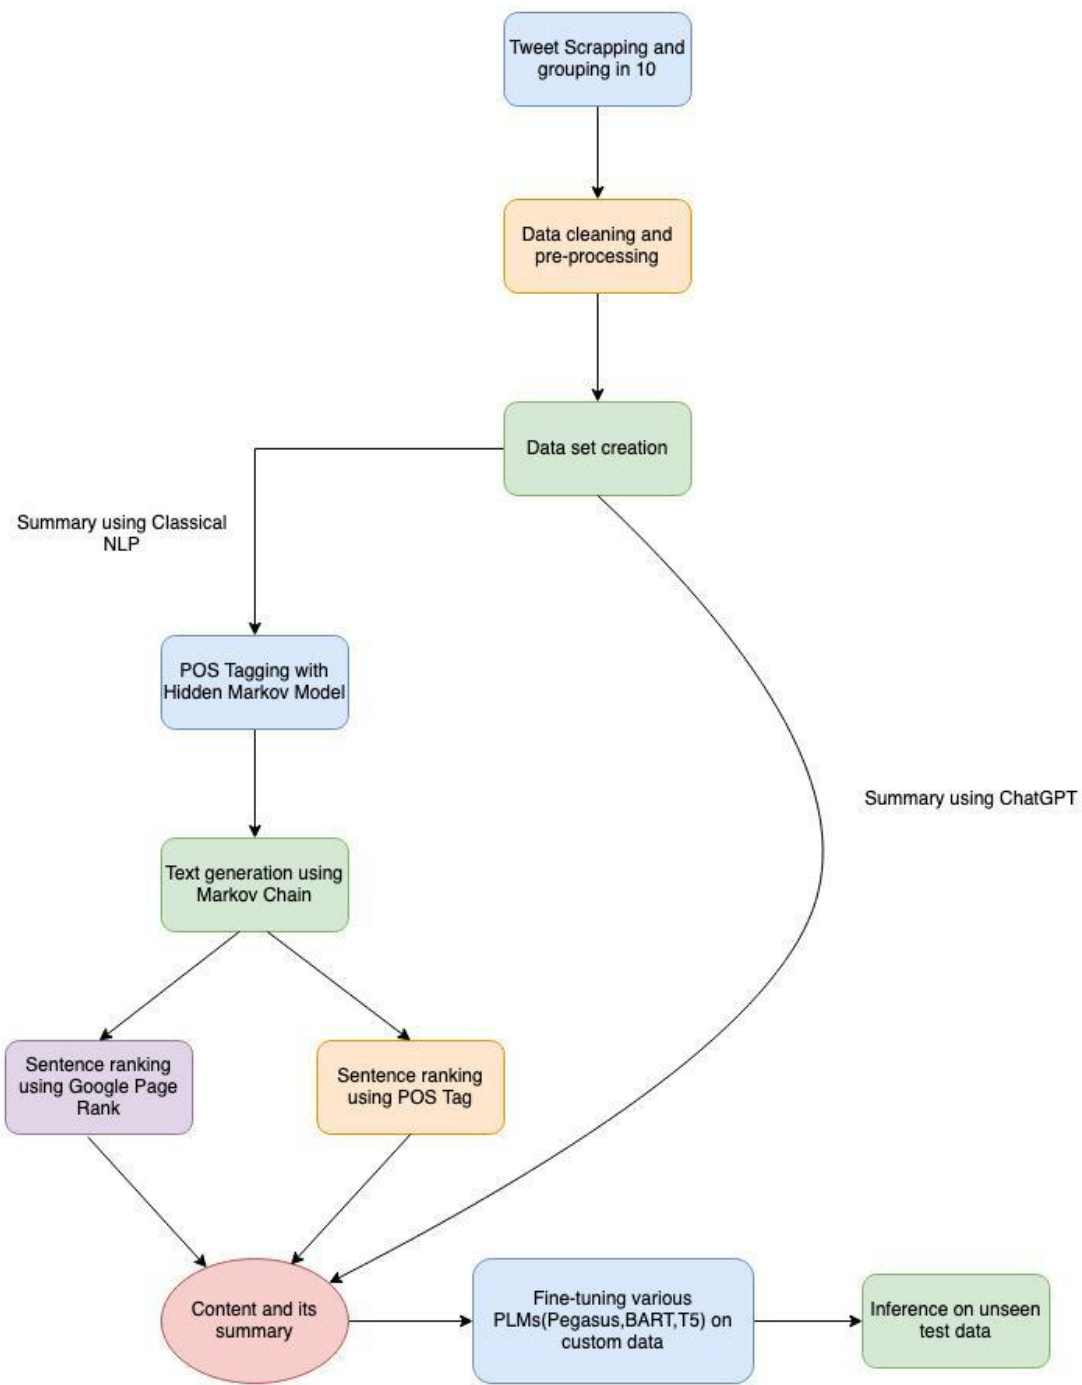 Tweet Scrapping and
grouping in 10
Data cleaning and
pre-processing
Data set creation
Summary using Classical
NLP
POS Tagging with
Hidden Markov Model
Summary using ChatGPT
Text generation using
Markov Chain
Sentence ranking
using Google Page
Rank
Sentence ranking
using POS Tag
Content and its
summary
Fine-tuning various
PLMs(Pegasus,BART,T5) on
custom data
Inference on unseen
test data